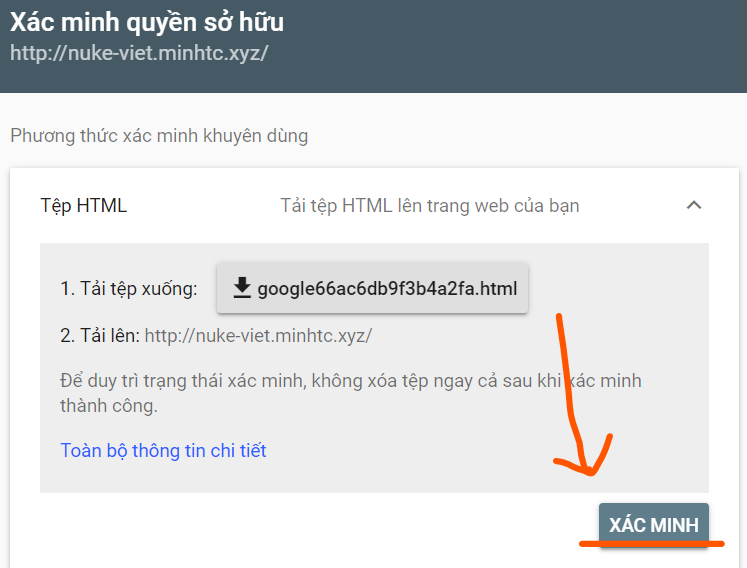 Xác minh quyền sở hữu
http://nuke-viet.minhtc.xyz/
Phương thức xác minh khuyên dùng
Tệp HTML Tải tệp HTML lên trang web của bạn
1. Tải tệp xuống: google66ac6db9f3b4a2fa.html
2. Tải lên: http://nuke-viet.minhtc.xyz/
Để duy trì trạng thái xác minh, không xóa tệp ngay cả sau khi xác minh
thành công.
Toàn bộ thông tin chi tiết
XÁC MINH